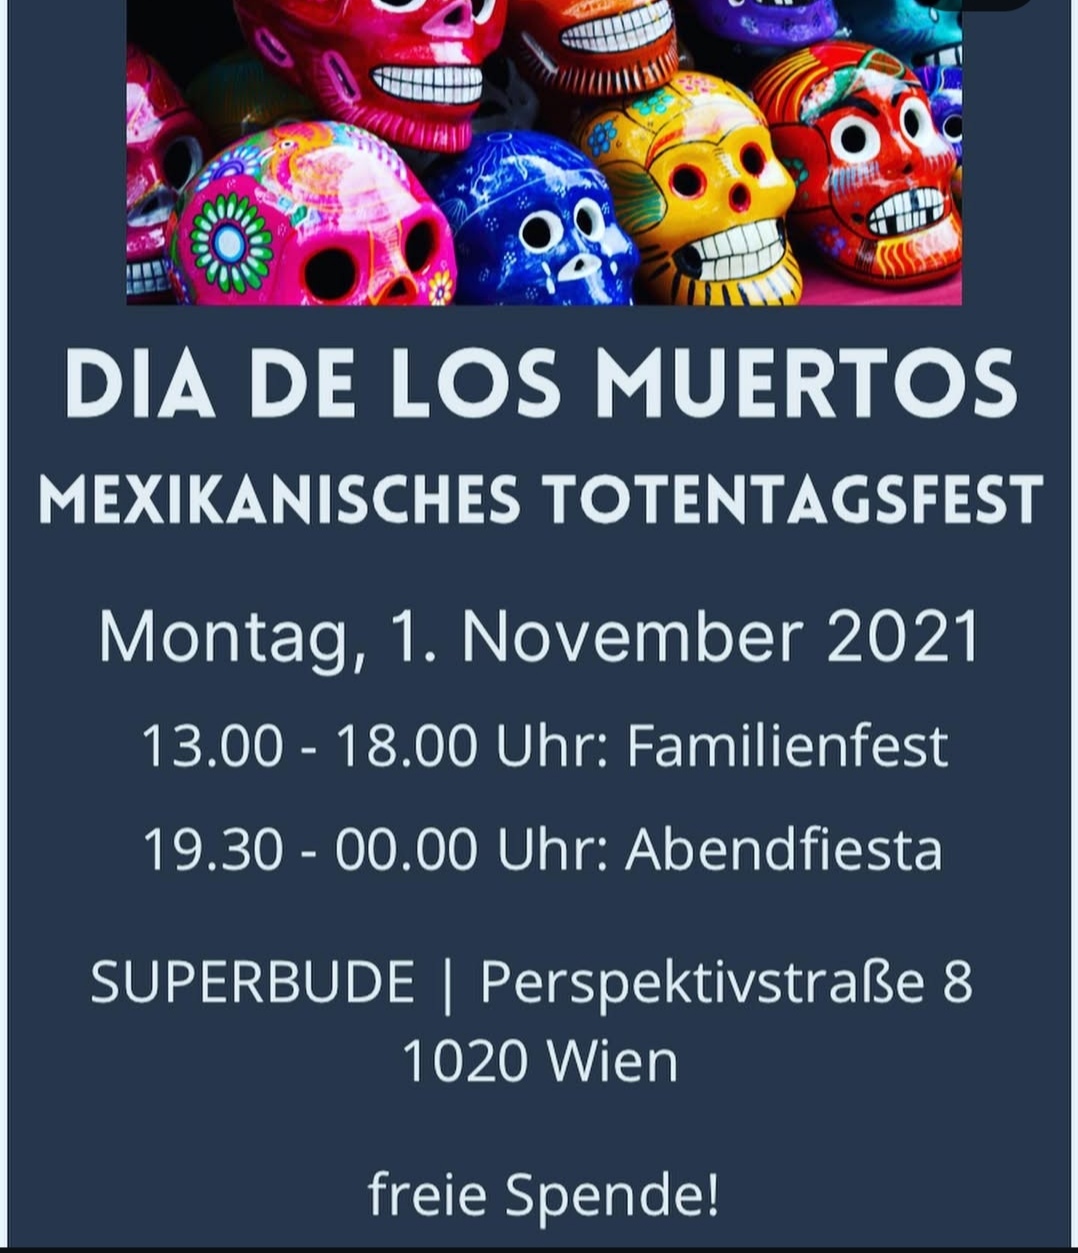 DIA DE LOS MUERTOS
MEXIKANISCHES TOTENTAGSFEST
Montag, 1. November 2021
13.00 - 18.00 Uhr: Familienfest
19.30 - 00.00 Uhr: Abendfiesta
SUPERBUDE | Perspektivstraße 8
1020 Wien
freie Spende!